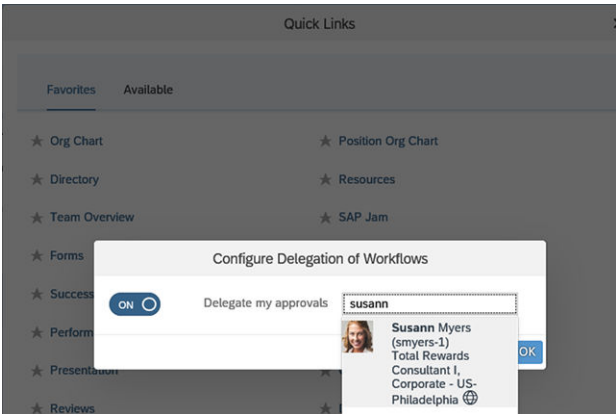 Quick Links
Favorites Available
Org Chart Position Org Chart
Directory Resources
Team Overview SAP Jam
Forms
Configure Delegation of Workflows
Success
ON Delegate my approvals susann
Susann Myers
(smyers-1)
Total Rewards
Consultant I,
Corporate - US-
Philadelphia
OK
Perform
Presentation
Reviews